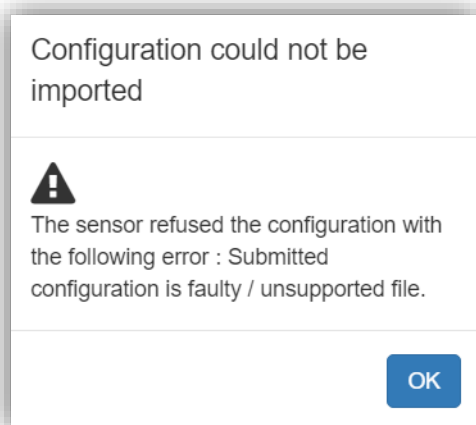 Configuration could not be
imported
The sensor refused the configuration with
the following error : Submitted
configuration is faulty / unsupported file.
OK